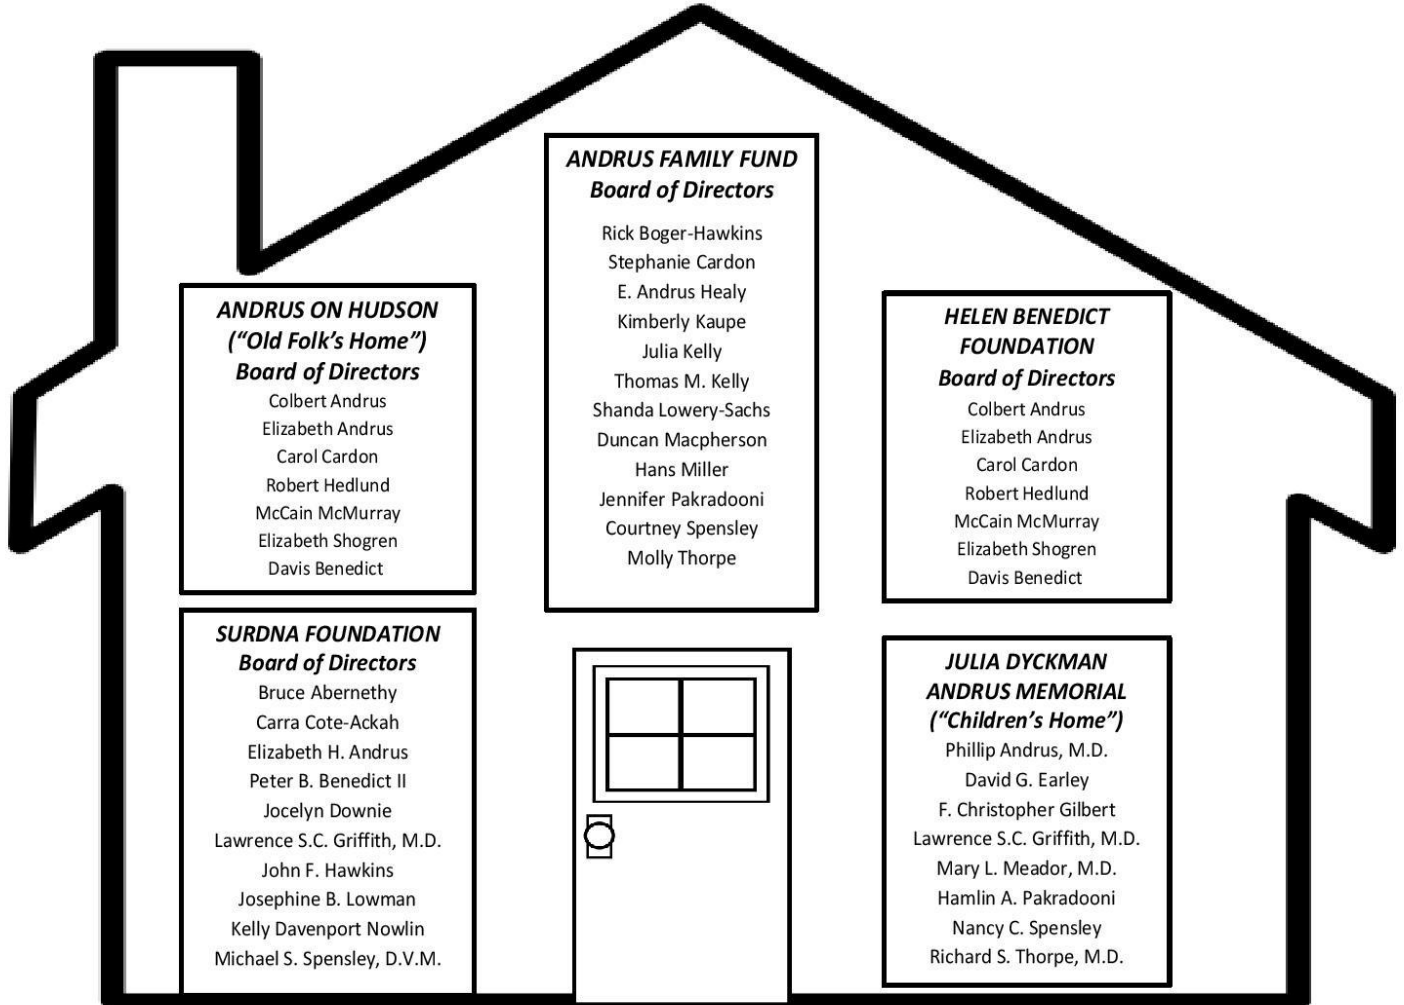 ANDRUS FAMILY FUND
Board of Directors
Rick Boger-Hawkins
Stephanie Cardon
E. Andrus Healy
Kimberly Kaupe
Julia Kelly
Thomas M. Kelly
Shanda Lowery-Sachs
Duncan Macpherson
Hans Miller
Jennifer Pakradooni
Courtney Spensley
Molly Thorpe
ANDRUS ON HUDSON
(“Old Folk’s Home”)
Board of Directors
Colbert Andrus
Elizabeth Andrus
Carol Cardon
Robert Hedlund
McCain McMurray
Elizabeth Shogren
Davis Benedict
HELEN BENEDICT
FOUNDATION
Board of Directors
Colbert Andrus
Elizabeth Andrus
Carol Cardon
Robert Hedlund
McCain McMurray
Elizabeth Shogren
Davis Benedict
SURDNA FOUNDATION
Board of Directors
Bruce Abernethy
Carra Cote-Ackah
Elizabeth H. Andrus
Peter B. Benedict II
Jocelyn Downie
Lawrence S.C. Griffith, M.D.
John F. Hawkins
Josephine B. Lowman
Kelly Davenport Nowlin
Michael S. Spensley, D.V.M.
JULIA DYCKMAN
ANDRUS MEMORIAL
(“Children’s Home”)
Phillip Andrus, M.D.
David G. Earley
F. Christopher Gilbert
Lawrence S.C. Griffith, M.D.
Mary L. Meador, M.D.
Hamlin A. Pakradooni
Nancy C. Spensley
Richard S. Thorpe, M.D.